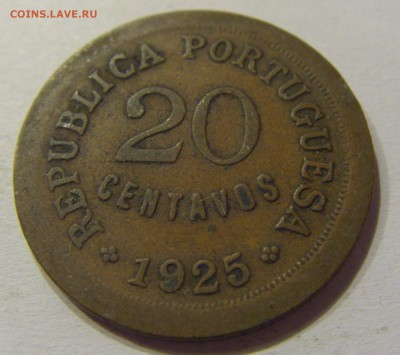 COINS.LAVE.RU
REPUBLICA PORTUGUESA
20
CENTAVOS
1925